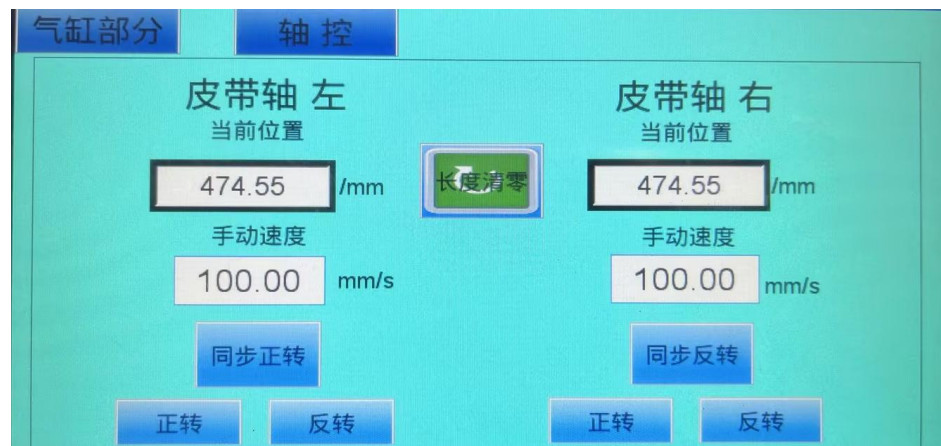 气缸部分 轴 控
皮带轴 左 皮带轴 右
当前位置 当前位置
474.55 /mm 长度清零 474.55 /mm
手动速度 手动速度
100.00 mm/s 100.00 mm/s
同步正转 同步反转
正转 反转 正转 反转